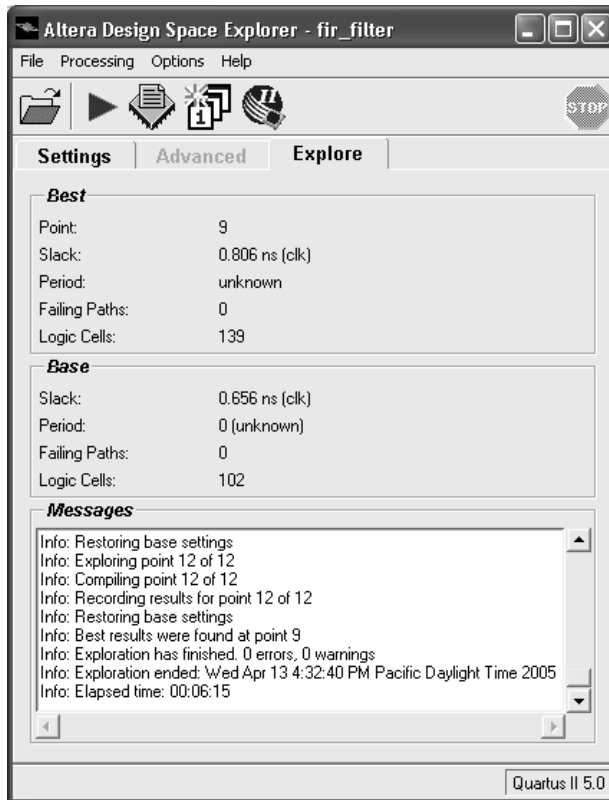 Altera Design Space Explorer - fir_filter
File Processing Options Help
1 II STOP
Settings Advanced Explore
Best
Point: 9
Slack: 0.806 ns (clk)
Period: unknown
Failing Paths: 0
Logic Cells: 139
Base
Slack: 0.656 ns (clk)
Period: 0 (unknown)
Failing Paths: 0
Logic Cells: 102
Messages
Info: Restoring base settings
Info: Exploring point 12 of 12
Info: Compiling point 12 of 12
Info: Recording results for point 12 of 12
Info: Restoring base settings
Info: Best results were found at point 9
Info: Exploration has finished. 0 errors, 0 warnings
Info: Exploration ended: Wed Apr 13 4:32:40 PM Pacific Daylight Time 2005
Info: Elapsed time: 00:06:15
Quartus II 5.0